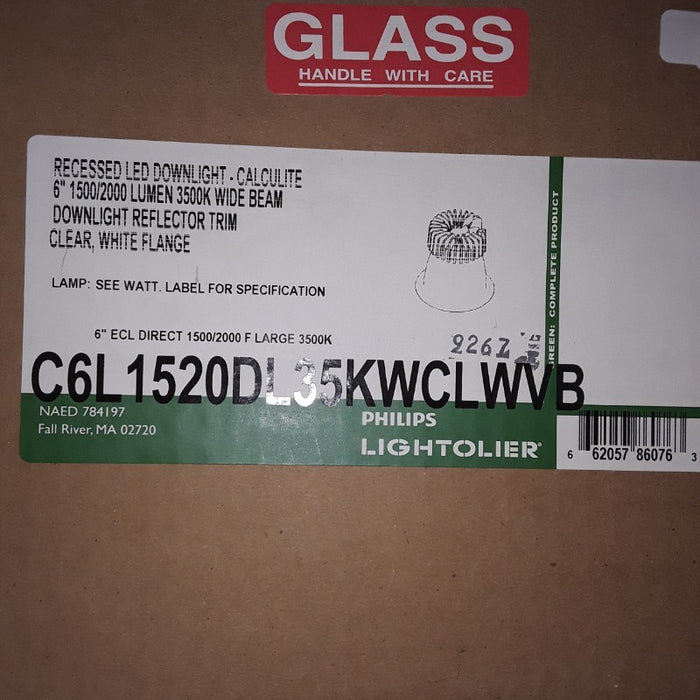 GLASS
HANDLE WITH CARE
RECESSED LED DOWNLIGHT - CALCULITE
6" 1500/2000 LUMEN 3500K WIDE BEAM
DOWNLIGHT REFLECTOR TRIM
CLEAR, WHITE FLANGE
LAMP: SEE WATT. LABEL FOR SPECIFICATION
6" ECL DIRECT 1500/2000 F LARGE 3500K
C6L1520DL35KWCLWVB
NAED 784197
Fall River, MA 02720
PHILIPS
LIGHTOLIER®
GREEN: COMPLETE PRODUCT
6 62057 86076 3